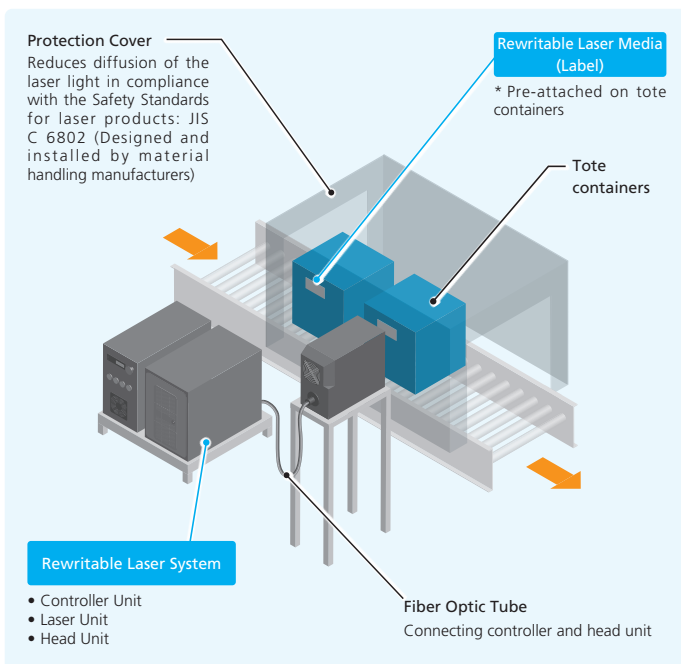 Protection Cover
Reduces diffusion of the
laser light in compliance
with the Safety Standards
for laser products: JIS
C 6802 (Designed and
installed by material
handling manufacturers)
Rewritable Laser Media
(Label)
* Pre-attached on tote
containers
Tote
containers
Rewritable Laser System
• Controller Unit
• Laser Unit
• Head Unit
Fiber Optic Tube
Connecting controller and head unit